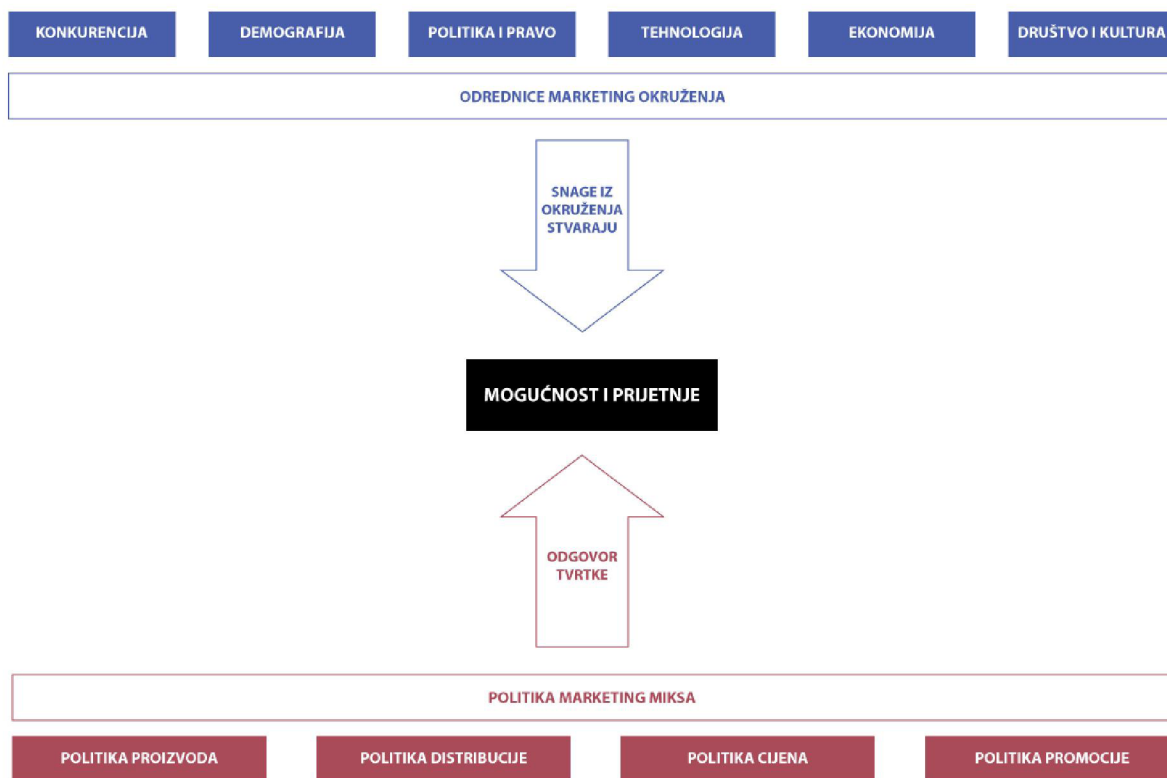 KONKURENCIJA
DEMOGRAFIJA
POLITIKA I PRAVO
TEHNOLOGIJA
EKONOMIJA
DRUŠTVO I KULTURA
ODREDNICE MARKETING OKRUŽENJA
SNAGE IZ
OKRUŽENJA
STVARAJU
MOGUĆNOST I PRIJETNJE
ODGOVOR
TVRTKE
POLITIKA MARKETING MIKSA
POLITIKA PROIZVODA
POLITIKA DISTRIBUCIJE
POLITIKA CIJENA
POLITIKA PROMOCIJE